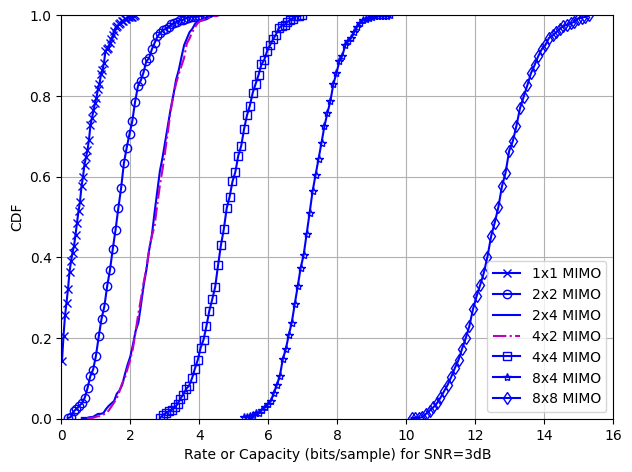 1.0
0.8
0.6
0.4
0.2
0.0
CDF
0
2
4
6
8
10
12
14
16
Rate or Capacity (bits/sample) for SNR=3dB
1x1 MIMO
2x2 MIMO
2x4 MIMO
4x2 MIMO
4x4 MIMO
8x4 MIMO
8x8 MIMO